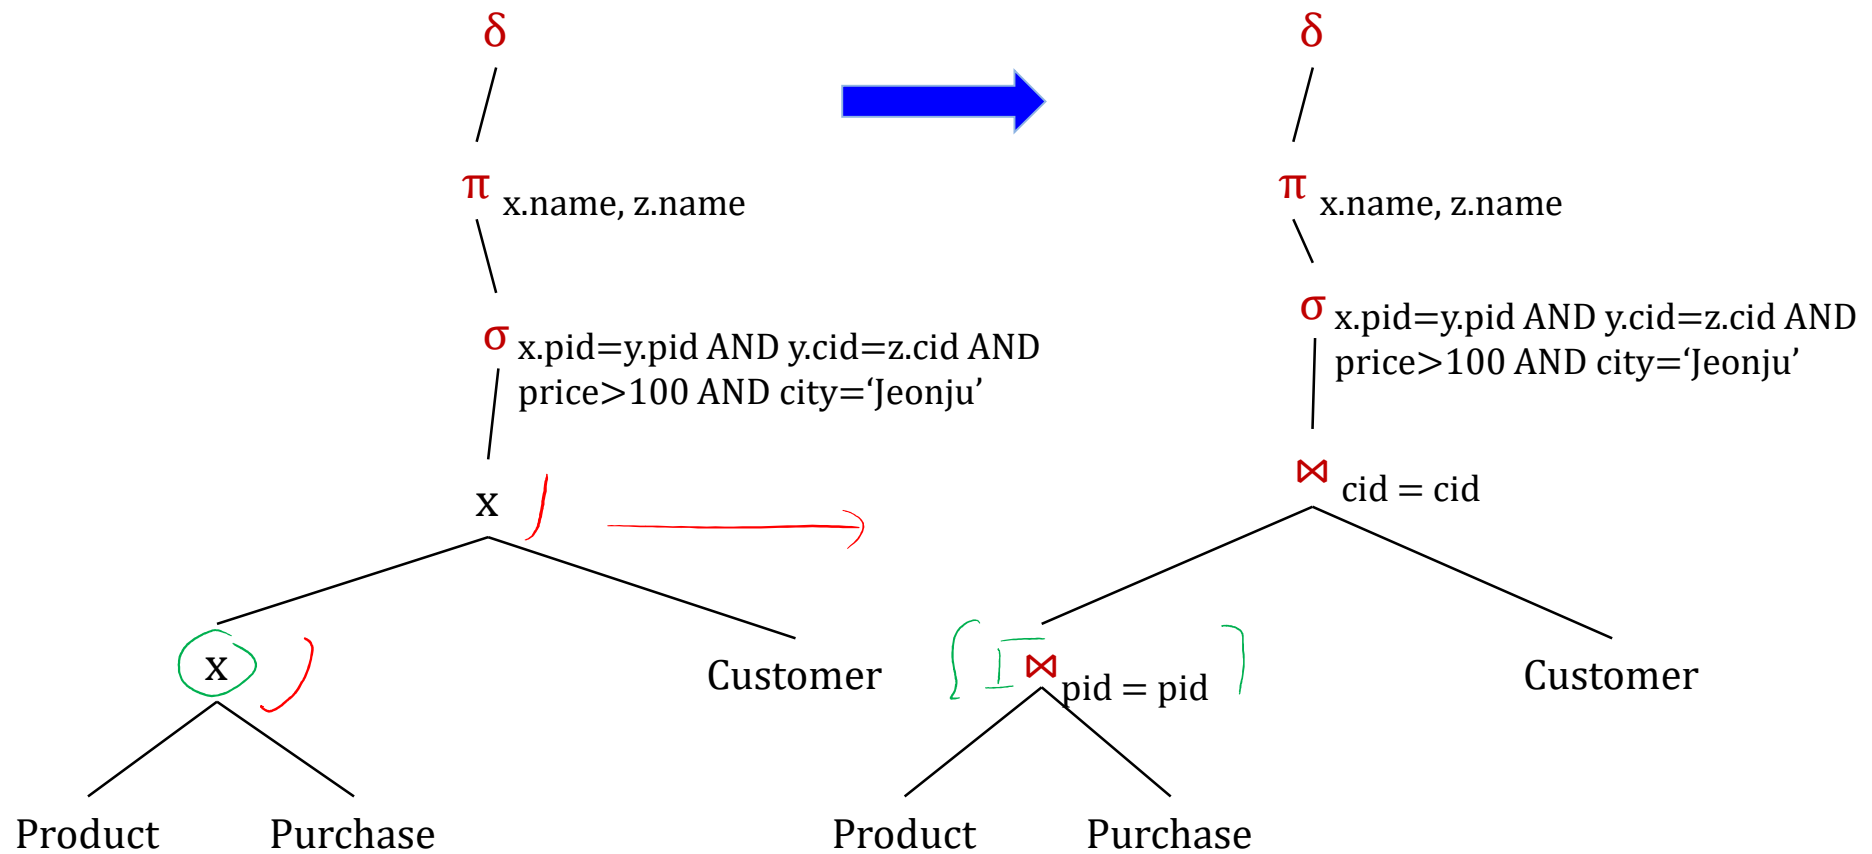 δ
π x.name, z.name
σ x.pid=y.pid AND y.cid=z.cid AND
price>100 AND city=‘Jeonju’
x
x
Customer
Product
Purchase
δ
π x.name, z.name
σ x.pid=y.pid AND y.cid=z.cid AND
price>100 AND city=‘Jeonju’
⋈ cid = cid
⋈ pid = pid
Customer
Product
Purchase